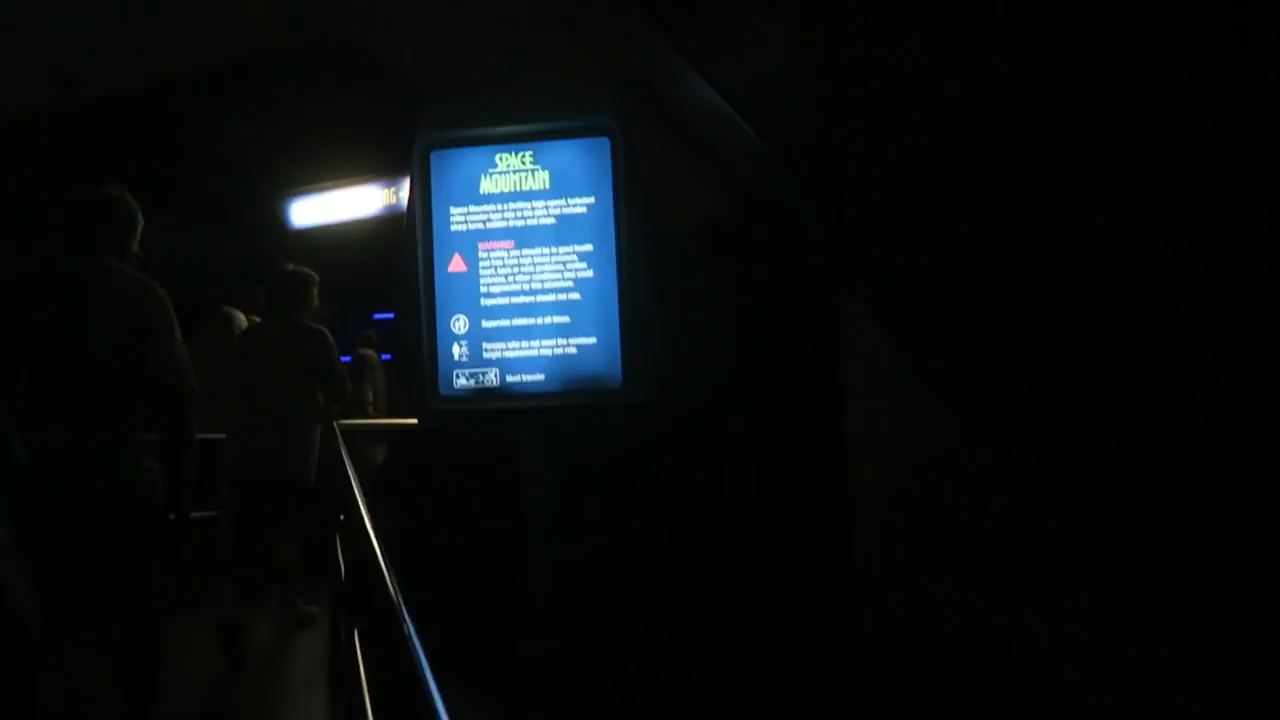 NG
SPACE
MOUNTAIN
Space Mountain is a thrilling high-speed, turbulent
roller coaster type ride in the dark that includes
sharp turns, sudden drops and stops.
WARNING!
For safety, you should be in good health
and free from high blood pressure,
heart, back or neck problems, motion
sickness, or other conditions that could
be aggravated by this adventure.
Expectant mothers should not ride.
Supervise children at all times.
Persons who do not meet the minimum
height requirement may not ride.
Must transfer